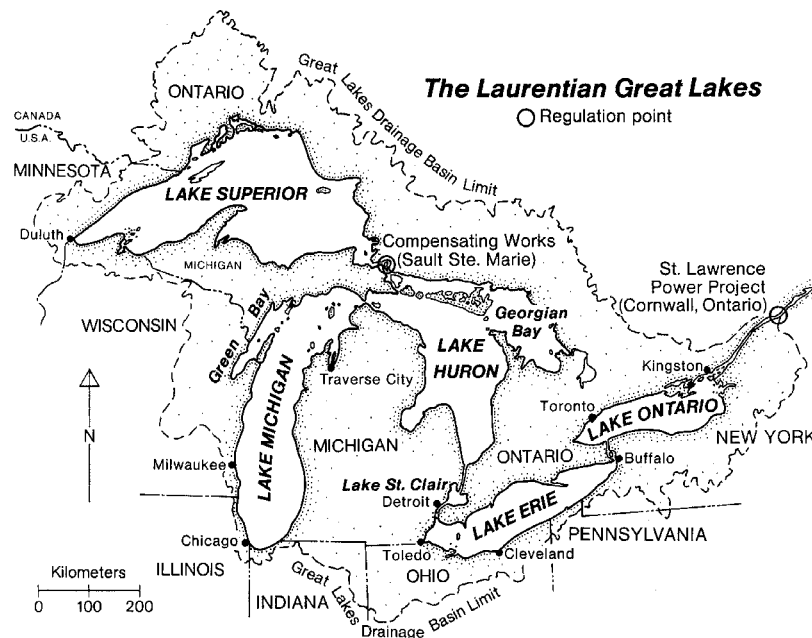 The Laurentian Great Lakes
Regulation point
Great Lakes Drainage Basin Limit
ONTARIO
CANADA
U.S.A.
MINNESOTA
LAKE SUPERIOR
Duluth
Compensating Works
(Sault Ste. Marie)
MICHIGAN
St. Lawrence
Power Project
(Cornwall, Ontario)
WISCONSIN
Green Bay
Georgian
Bay
LAKE
HURON
LAKE MICHIGAN
Traverse City
Kingston
Toronto
LAKE ONTARIO
NEW YORK
N
MICHIGAN
ONTARIO
Milwaukee
Buffalo
Lake St. Clair
Detroit
LAKE ERIE
PENNSYLVANIA
Chicago
Toledo
Cleveland
ILLINOIS
OHIO
INDIANA
Great Lakes
Drainage Basin Limit
Kilometers
0 100 200